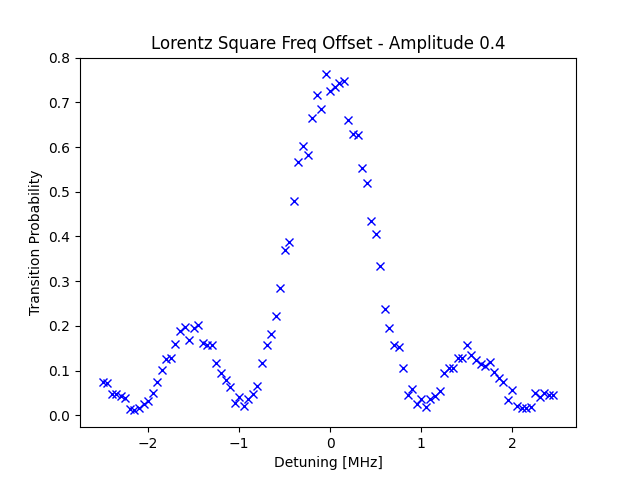 Lorentz Square Freq Offset - Amplitude 0.4
0.8
0.7
0.6
0.5
0.4
0.3
0.2
0.1
0.0
Transition Probability
−2 −1 0 1 2
Detuning [MHz]